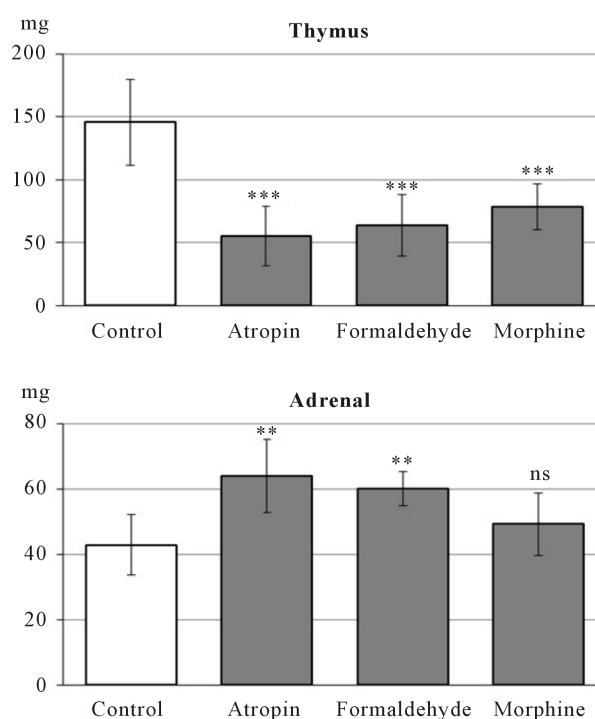 mg
Thymus
200
150
100
50
0
*** *** ***
Control Atropin Formaldehyde Morphine
mg
Adrenal
80
60
40
20
0
** ** ns
Control Atropin Formaldehyde Morphine